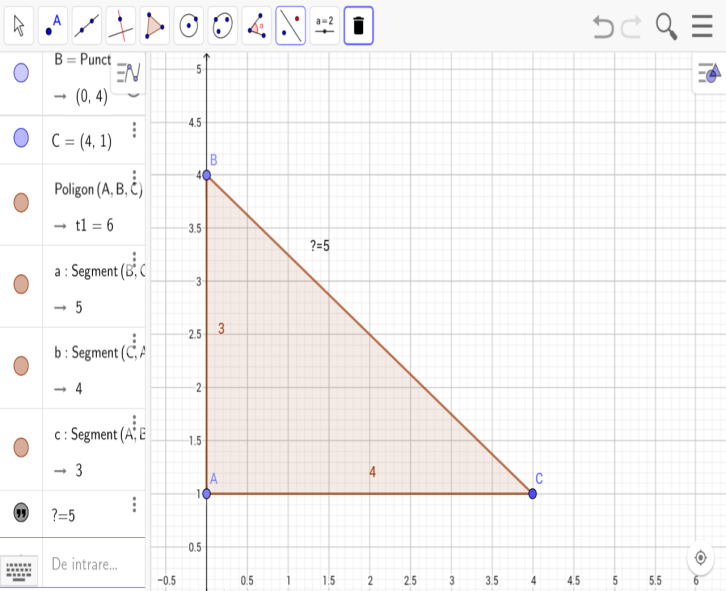 A
a
a=2
B = Punct
→ (0, 4)
C = (4, 1)
Poligon (A, B, C)
→ t1 = 6
a : Segment (B, C
→ 5
b : Segment (C, A
→ 4
c : Segment (A, B
→ 3
?=5
De intrare...
5
4.5
4
3.5
3
2.5
2
1.5
1
0.5
B
?=5
3
4
A
C
−0.5
0.5
1
1.5
2
2.5
3
3.5
4
4.5
5
5.5
6